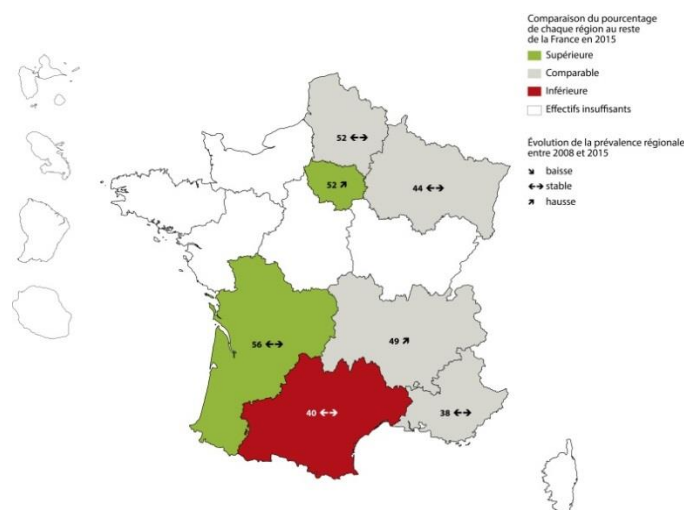 Comparaison du pourcentage
de chaque région au reste
de la France en 2015
Supérieure
Comparable
Inférieure
Effectifs insuffisants
Évolution de la prévalence régionale
entre 2008 et 2015
↘ baisse
↔ stable
↗ hausse
52 ↔
52 ↗
44 ↔
56 ↔
49 ↗
40 ↔
38 ↔